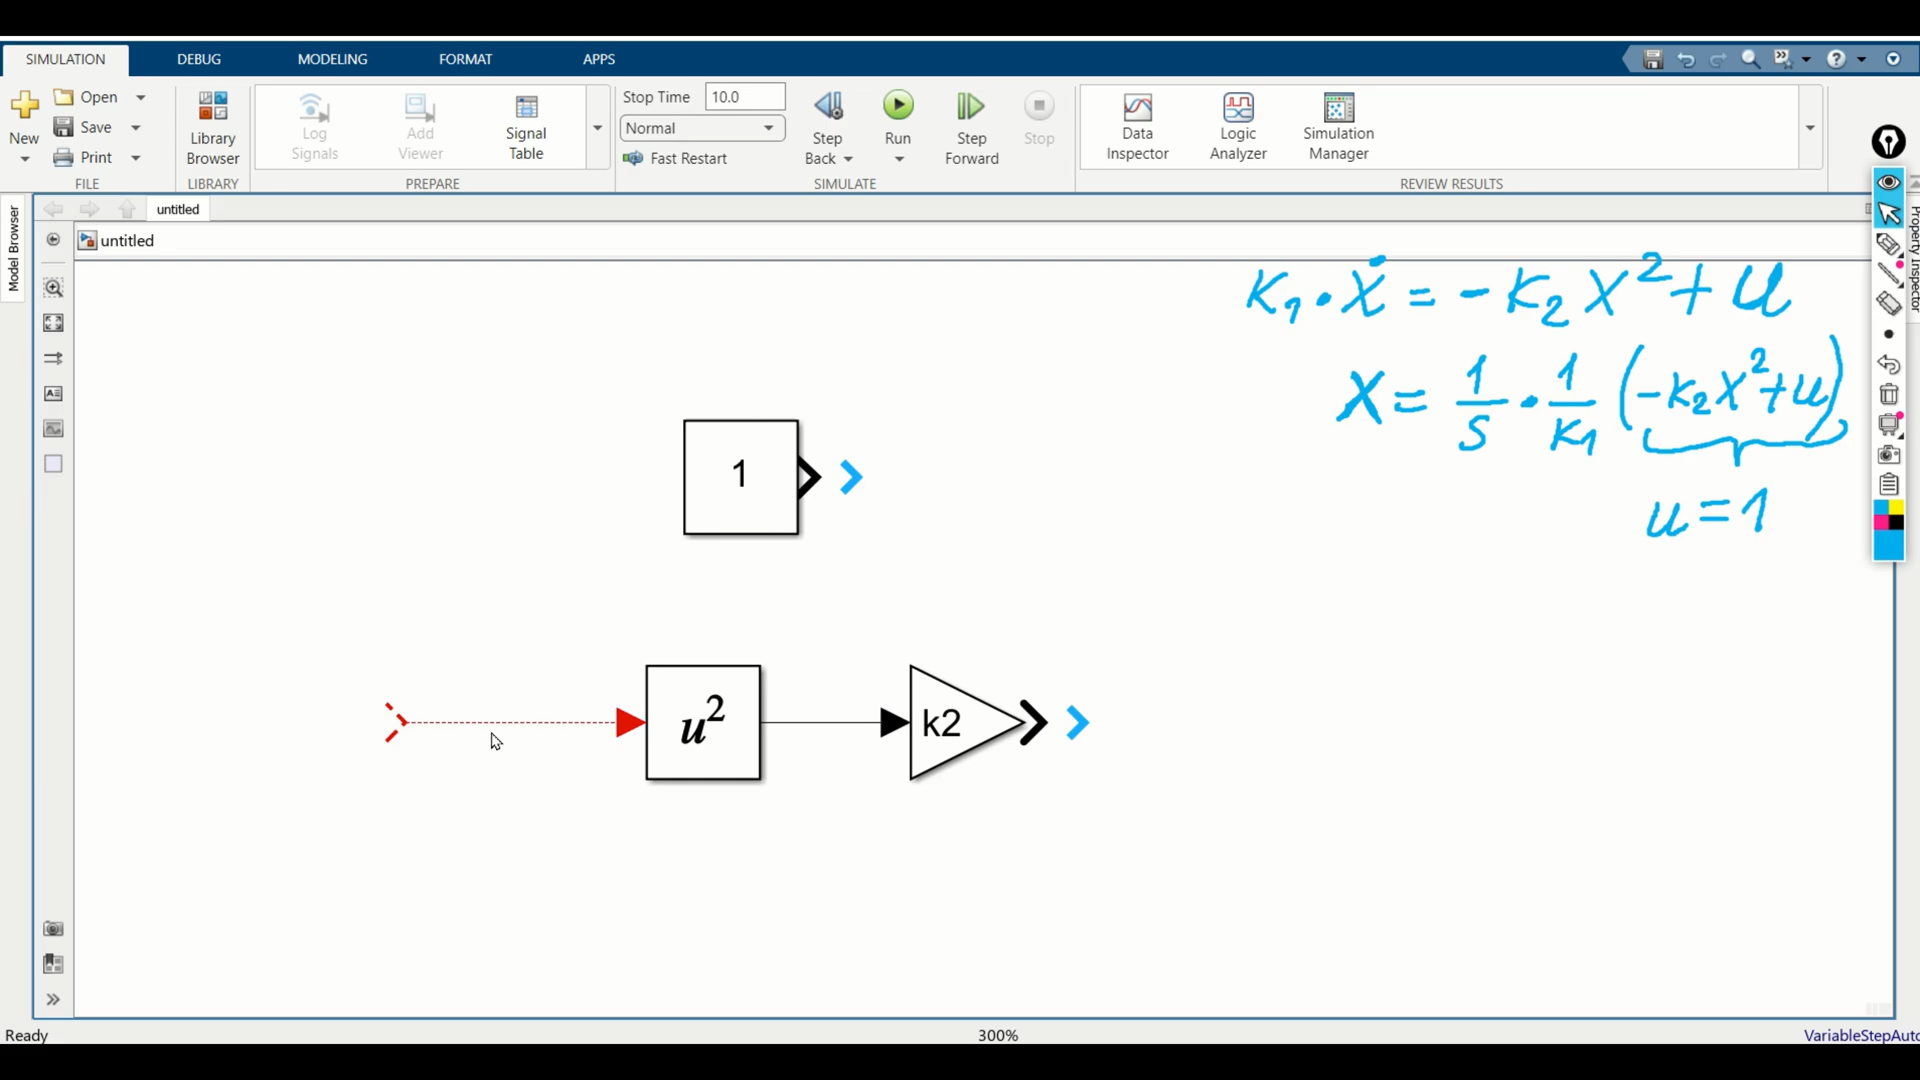 SIMULATION DEBUG MODELING FORMAT APPS
New Open Save Print
FILE
Library Browser
LIBRARY
Log Signals Add Viewer Signal Table
PREPARE
Stop Time 10.0
Normal
Fast Restart
Step Back Run Step Forward Stop
SIMULATE
Data Inspector Logic Analyzer Simulation Manager
REVIEW RESULTS
Model Browser
untitled
Property Inspector
untitled
K₁·ẋ = -K₂X²+u
X = 1/S · 1/K1 (-K₂X²+u)
u=1
1
u²
k2
Ready 300% VariableStepAuto